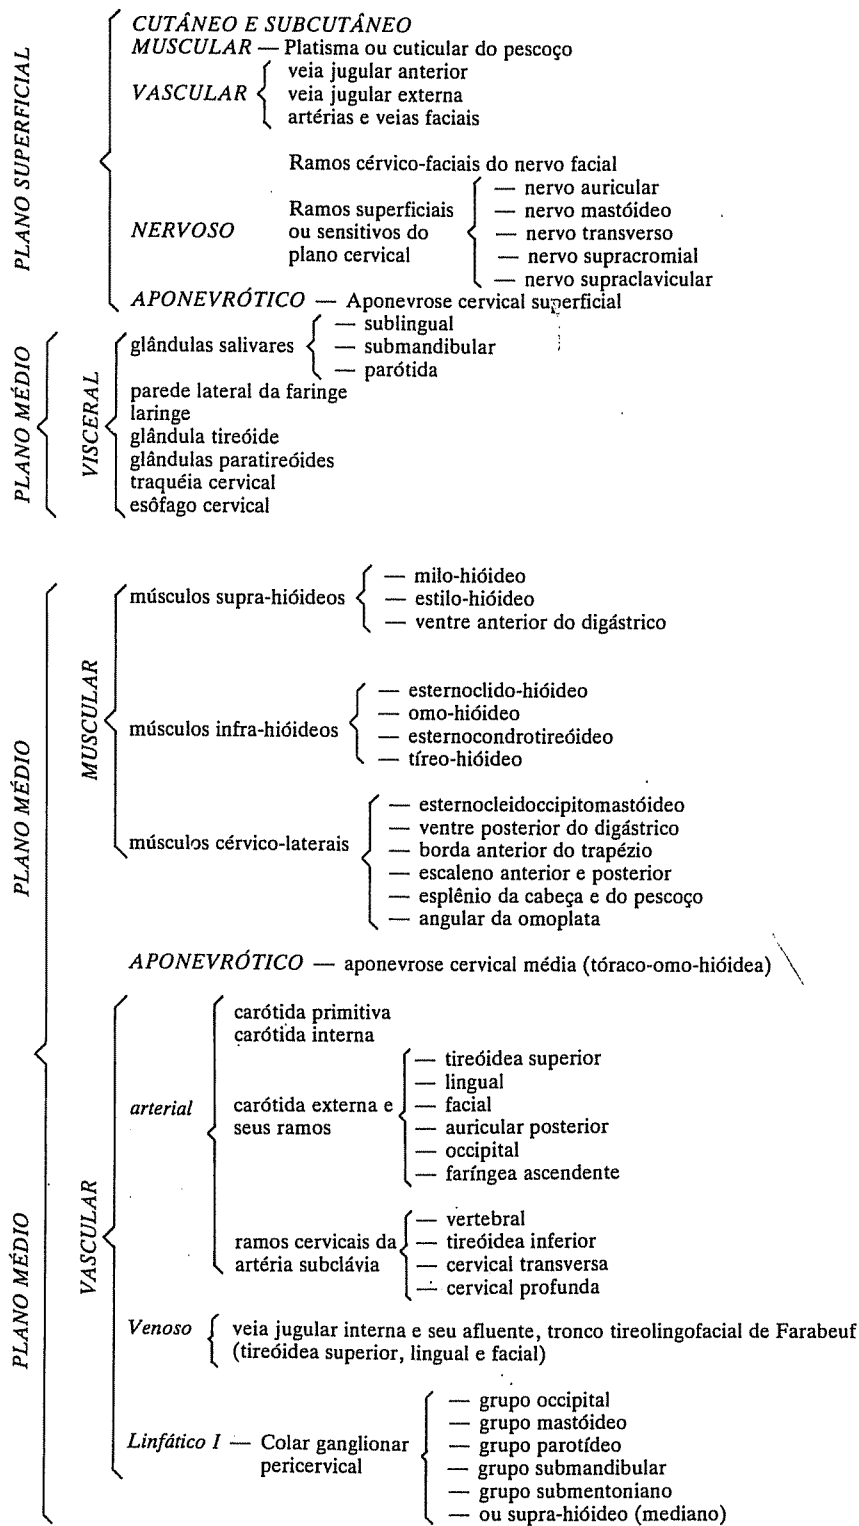 PLANO SUPERFICIAL
CUTÂNEO E SUBCUTÂNEO
MUSCULAR — Platisma ou cuticular do pescoço
VASCULAR
veia jugular anterior
veia jugular externa
artérias e veias faciais
NERVOSO
Ramos cérvico-faciais do nervo facial
Ramos superficiais
ou sensitivos do
plano cervical
— nervo auricular
— nervo mastóideo
— nervo transverso
— nervo supracromial
— nervo supraclavicular
APONEVRÓTICO — Aponevrose cervical superficial
PLANO MÉDIO
VISCERAL
glândulas salivares
— sublingual
— submandibular
— parótida
parede lateral da faringe
laringe
glândula tireóide
glândulas paratireóides
traquéia cervical
esôfago cervical
PLANO MÉDIO
MUSCULAR
músculos supra-hióideos
— milo-hióideo
— estilo-hióideo
— ventre anterior do digástrico
músculos infra-hióideos
— esternoclido-hióideo
— omo-hióideo
— esternocondrotireóideo
— tíreo-hióideo
músculos cérvico-laterais
— esternocleidoccipitomastóideo
— ventre posterior do digástrico
— borda anterior do trapézio
— escaleno anterior e posterior
— esplênio da cabeça e do pescoço
— angular da omoplata
APONEVRÓTICO — aponevrose cervical média (tóraco-omo-hióidea)
PLANO MÉDIO
VASCULAR
arterial
carótida primitiva
carótida interna
carótida externa e
seus ramos
— tireóidea superior
— lingual
— facial
— auricular posterior
— occipital
— faríngea ascendente
ramos cervicais da
artéria subclávia
— vertebral
— tireóidea inferior
— cervical transversa
— cervical profunda
Venoso
veia jugular interna e seu afluente, tronco tireolingofacial de Farabeuf
(tireóidea superior, lingual e facial)
Linfático I — Colar ganglionar
pericervical
— grupo occipital
— grupo mastóideo
— grupo parotídeo
— grupo submandibular
— grupo submentoniano
— ou supra-hióideo (mediano)